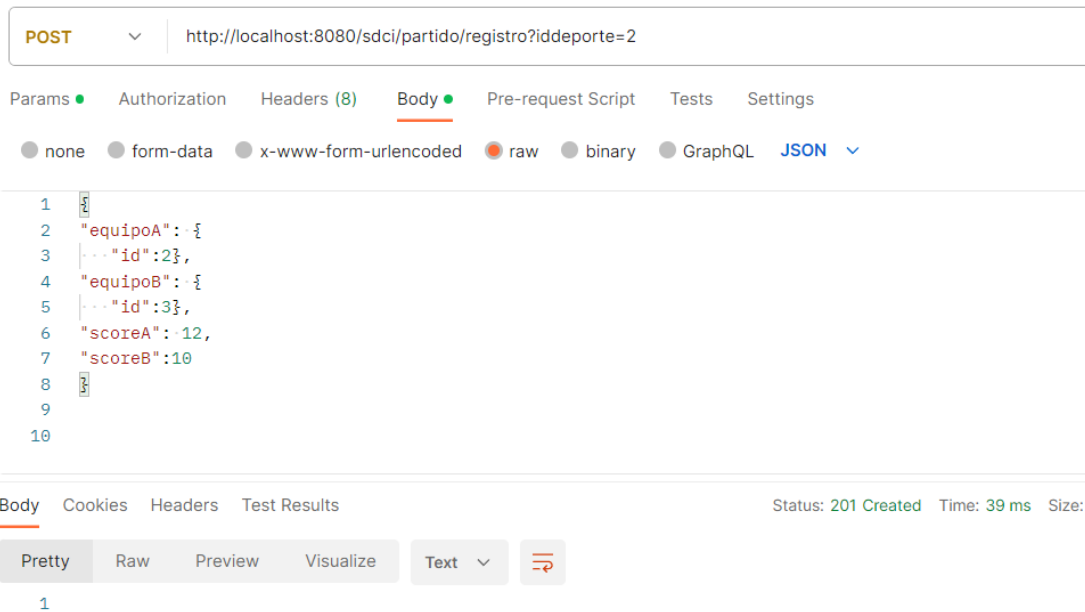 POST http://localhost:8080/sdci/partido/registro?iddeporte=2
Params Authorization Headers (8) Body Pre-request Script Tests Settings
none form-data x-www-form-urlencoded raw binary GraphQL JSON
1 {
2 "equipoA": {
3 "id":2},
4 "equipoB": {
5 "id":3},
6 "scoreA": 12,
7 "scoreB":10
8 }
9
10
Body Cookies Headers Test Results Status: 201 Created Time: 39 ms Size:
Pretty Raw Preview Visualize Text
1